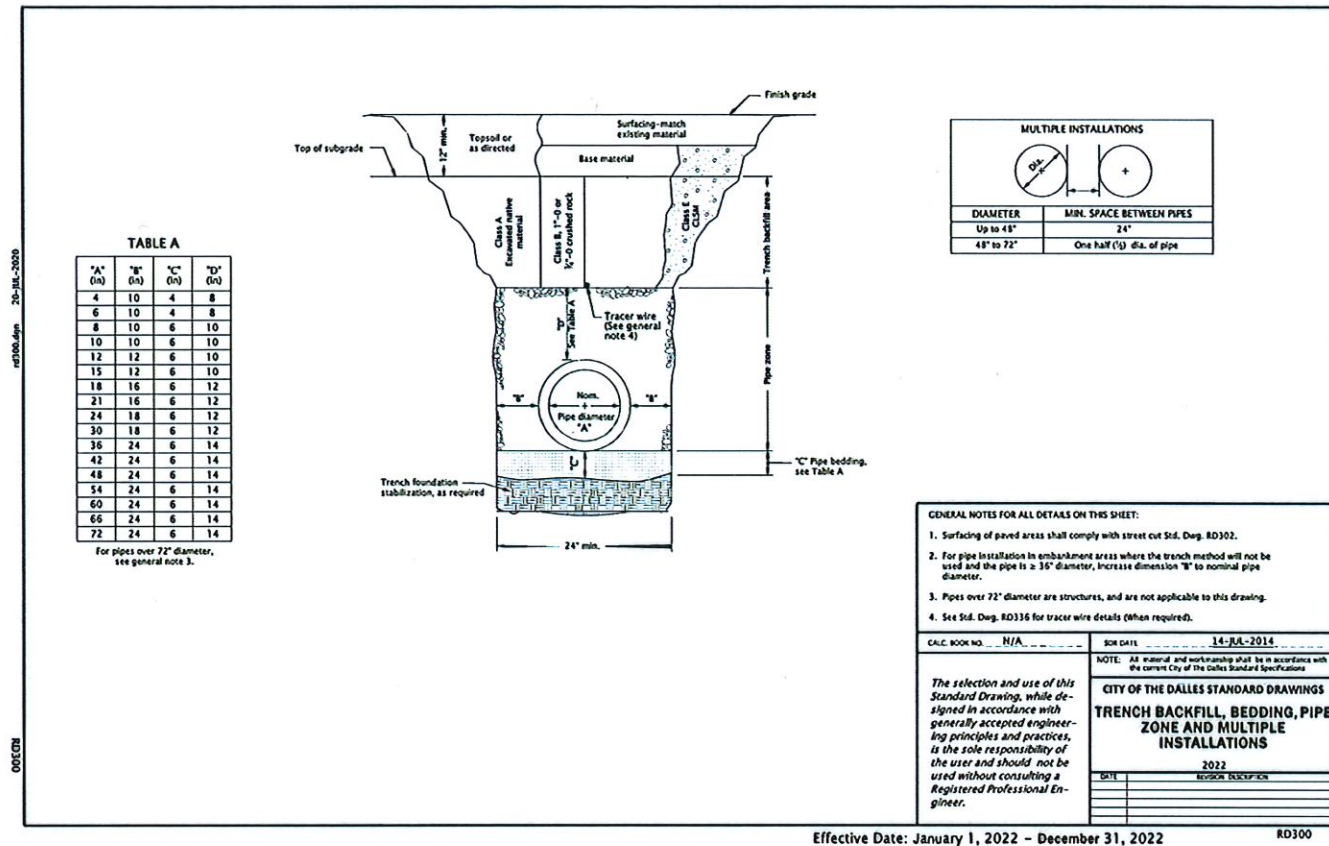 Finish grade
Surfacing-match
existing material
Topsoil or
as directed
12" min.
Top of subgrade
Base material
Class A
Excavated native
material
Class B, 1"-0 or
¾"-0 crushed rock
Class E
CLSM
Trench backfill area
Tracer wire
(See general
note 4)
"D"
See Table A
Pipe zone
"B"
Nom.
Pipe diameter
"A"
"B"
"C"
"C" Pipe bedding,
see Table A
Trench foundation
stabilization, as required
24" min.
MULTIPLE INSTALLATIONS
Dia.
DIAMETER MIN. SPACE BETWEEN PIPES
Up to 48" 24"
48" to 72" One half (½) dia. of pipe
TABLE A
"A" "B" "C" "D"
(in) (in) (in) (in)
4 10 4 8
6 10 4 8
8 10 6 10
10 10 6 10
12 12 6 10
15 12 6 10
18 16 6 12
21 16 6 12
24 18 6 12
30 18 6 12
36 24 6 14
42 24 6 14
48 24 6 14
54 24 6 14
60 24 6 14
66 24 6 14
72 24 6 14
For pipes over 72" diameter,
see general note 3.
rd300.dgn 20-JUL-2020
RD300
GENERAL NOTES FOR ALL DETAILS ON THIS SHEET:
1. Surfacing of paved areas shall comply with street cut Std. Dwg. RD302.
2. For pipe installation in embankment areas where the trench method will not be
used and the pipe is ≥ 36" diameter, increase dimension "B" to nominal pipe
diameter.
3. Pipes over 72" diameter are structures, and are not applicable to this drawing.
4. See Std. Dwg. RD336 for tracer wire details (When required).
CALC. BOOK NO. N/A
SDR DATE 14-JUL-2014
NOTE: All material and workmanship shall be in accordance with
the current City of The Dalles Standard Specifications
The selection and use of this
Standard Drawing, while de-
signed in accordance with
generally accepted engineer-
ing principles and practices,
is the sole responsibility of
the user and should not be
used without consulting a
Registered Professional En-
gineer.
CITY OF THE DALLES STANDARD DRAWINGS
TRENCH BACKFILL, BEDDING, PIPE
ZONE AND MULTIPLE
INSTALLATIONS
2022
DATE REVISION DESCRIPTION
Effective Date: January 1, 2022 – December 31, 2022
RD300